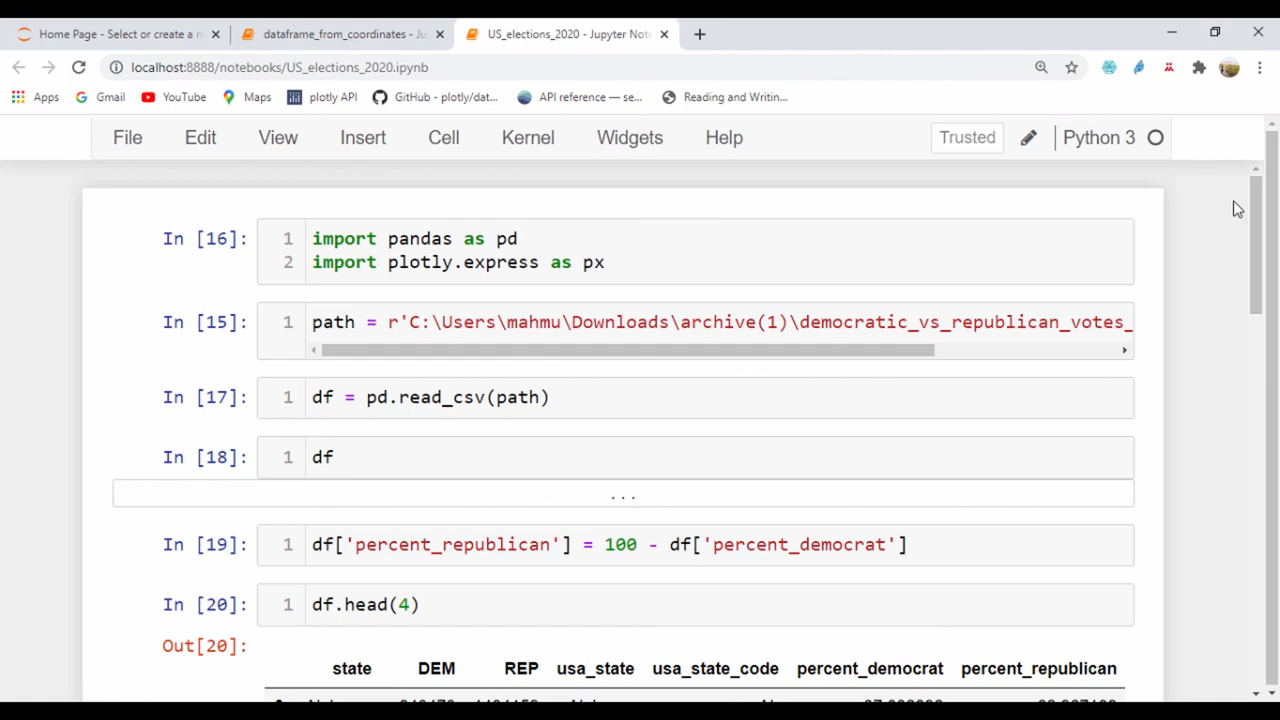 Home Page - Select or create a n
dataframe_from_coordinates - Ju
US_elections_2020 - Jupyter Note
localhost:8888/notebooks/US_elections_2020.ipynb
Apps Gmail YouTube Maps plotly API GitHub - plotly/dat... API reference — se... Reading and Writin...
File Edit View Insert Cell Kernel Widgets Help Trusted Python 3
In [16]: 1 import pandas as pd
2 import plotly.express as px
In [15]: 1 path = r'C:\Users\mahmu\Downloads\archive(1)\democratic_vs_republican_votes_
In [17]: 1 df = pd.read_csv(path)
In [18]: 1 df
...
In [19]: 1 df['percent_republican'] = 100 - df['percent_democrat']
In [20]: 1 df.head(4)
Out[20]:
state DEM REP usa_state usa_state_code percent_democrat percent_republican